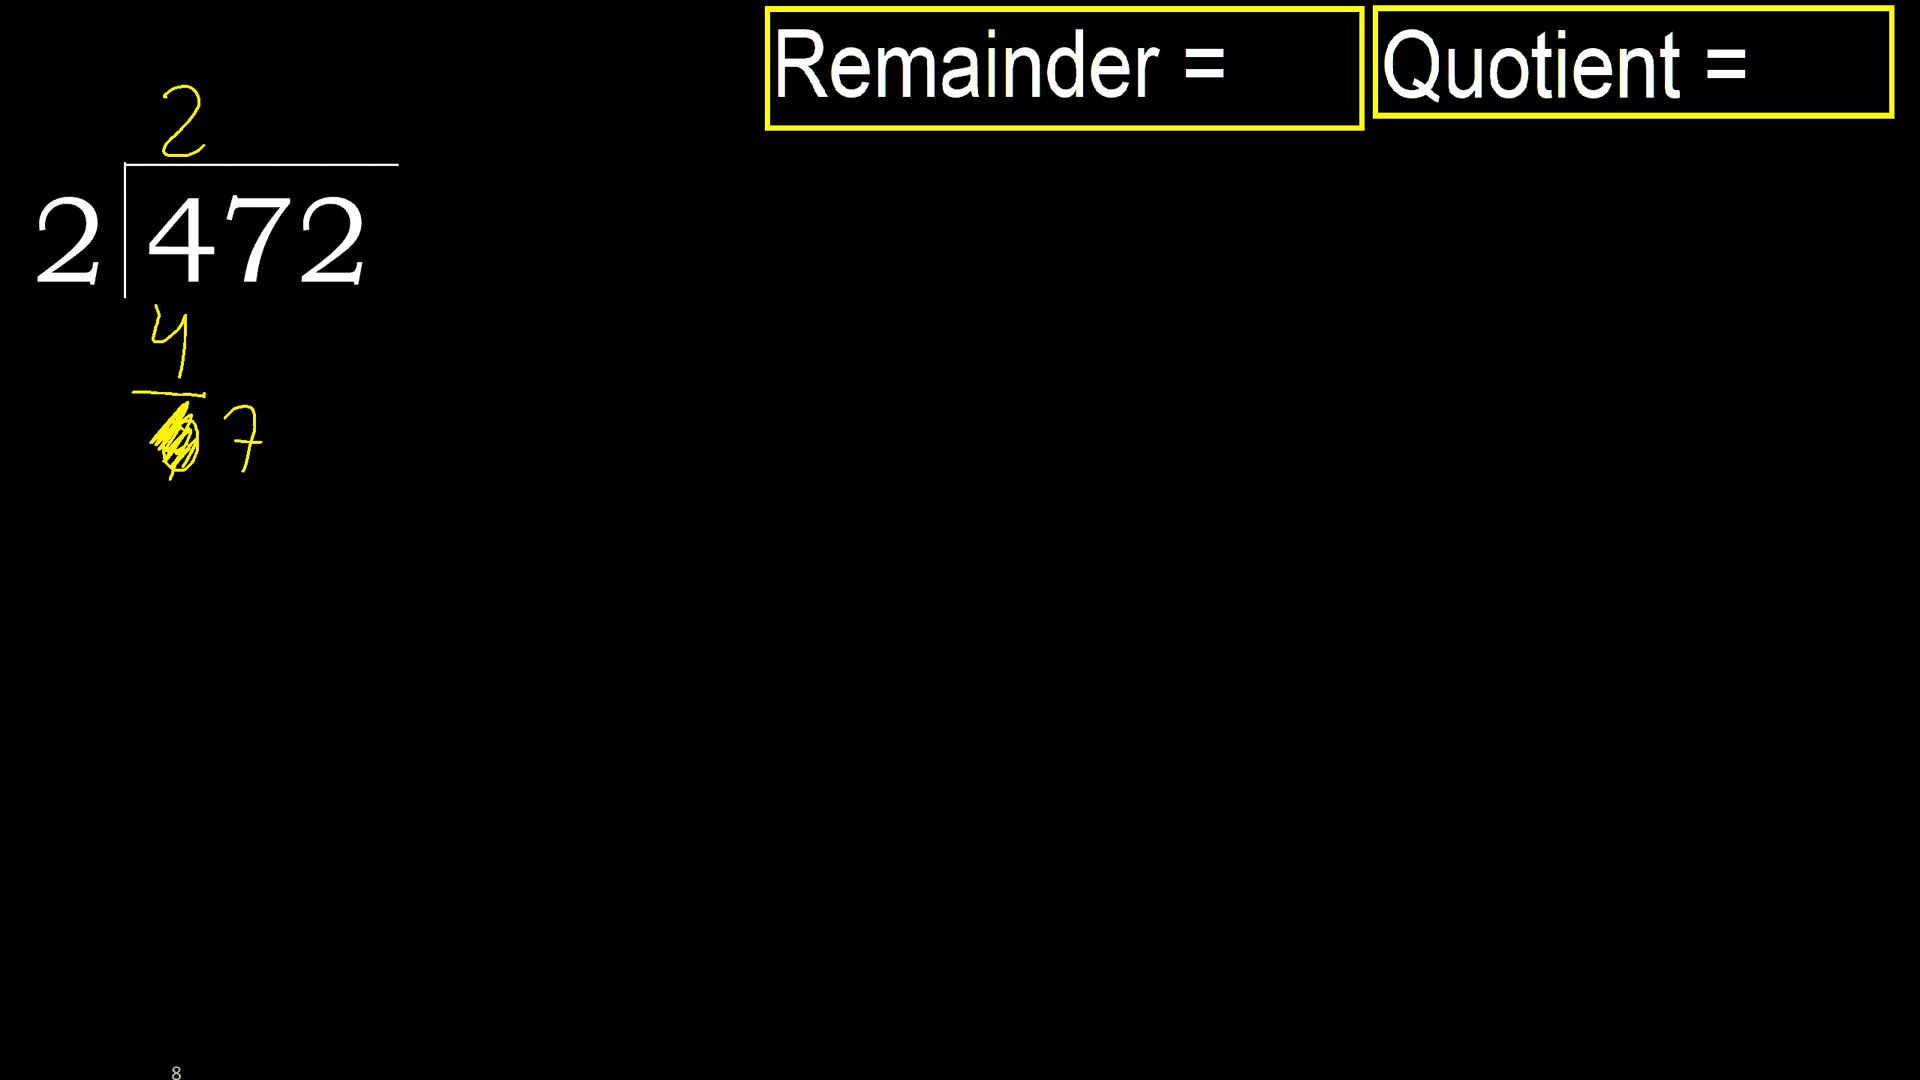 Remainder =
Quotient =
2
2 472
4
7
8